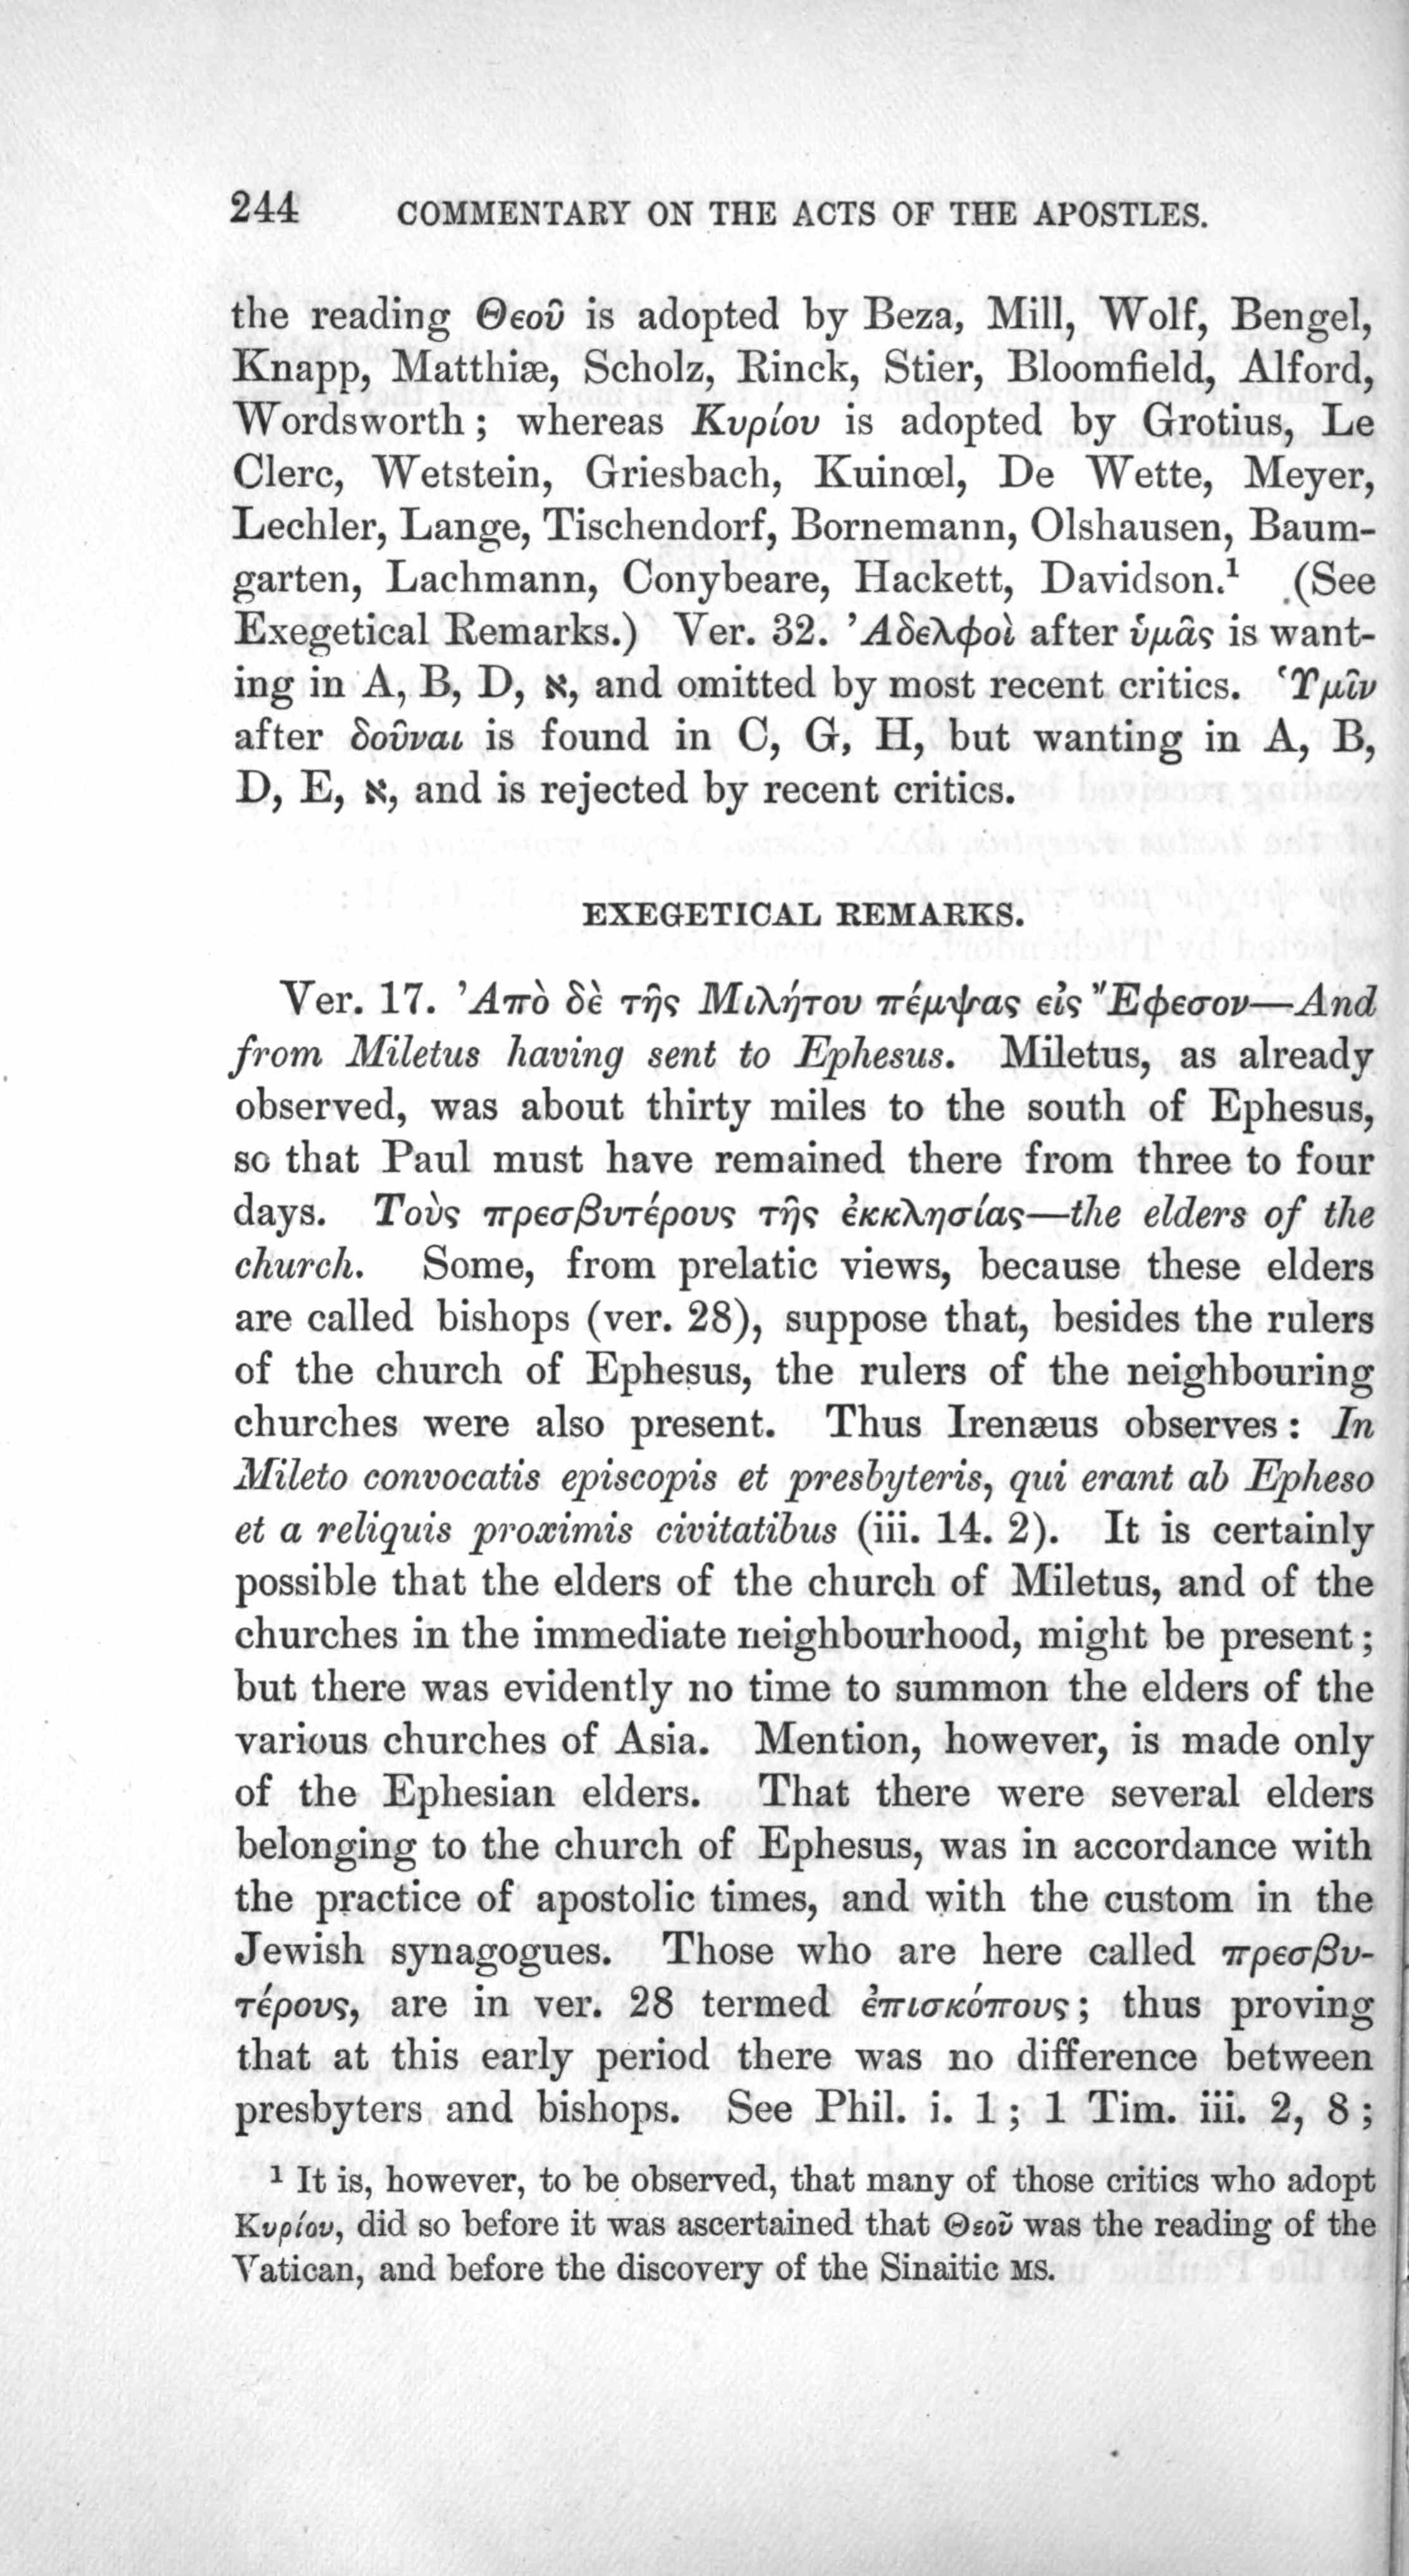 244 COMMENTARY ON THE ACTS OF THE APOSTLES.
the reading Θεοῦ is adopted by Beza, Mill, Wolf, Bengel,
Knapp, Matthiæ, Scholz, Rinck, Stier, Bloomfield, Alford,
Wordsworth; whereas Κυρίου is adopted by Grotius, Le
Clerc, Wetstein, Griesbach, Kuinœl, De Wette, Meyer,
Lechler, Lange, Tischendorf, Bornemann, Olshausen, Baum-
garten, Lachmann, Conybeare, Hackett, Davidson.¹ (See
Exegetical Remarks.) Ver. 32. Ἀδελφοὶ after ὑμᾶς is want-
ing in A, B, D, א, and omitted by most recent critics. Ὑμῖν
after δοῦναι is found in C, G, H, but wanting in A, B,
D, E, א, and is rejected by recent critics.
EXEGETICAL REMARKS.
Ver. 17. Ἀπὸ δὲ τῆς Μιλήτου πέμψας εἰς Ἔφεσον—And
from Miletus having sent to Ephesus. Miletus, as already
observed, was about thirty miles to the south of Ephesus,
so that Paul must have remained there from three to four
days. Τοὺς πρεσβυτέρους τῆς ἐκκλησίας—the elders of the
church. Some, from prelatic views, because these elders
are called bishops (ver. 28), suppose that, besides the rulers
of the church of Ephesus, the rulers of the neighbouring
churches were also present. Thus Irenæus observes: In
Mileto convocatis episcopis et presbyteris, qui erant ab Epheso
et a reliquis proximis civitatibus (iii. 14. 2). It is certainly
possible that the elders of the church of Miletus, and of the
churches in the immediate neighbourhood, might be present;
but there was evidently no time to summon the elders of the
various churches of Asia. Mention, however, is made only
of the Ephesian elders. That there were several elders
belonging to the church of Ephesus, was in accordance with
the practice of apostolic times, and with the custom in the
Jewish synagogues. Those who are here called πρεσβυ-
τέρους, are in ver. 28 termed ἐπισκόπους; thus proving
that at this early period there was no difference between
presbyters and bishops. See Phil. i. 1; 1 Tim. iii. 2, 8;
¹ It is, however, to be observed, that many of those critics who adopt
Κυρίου, did so before it was ascertained that Θεοῦ was the reading of the
Vatican, and before the discovery of the Sinaitic MS.